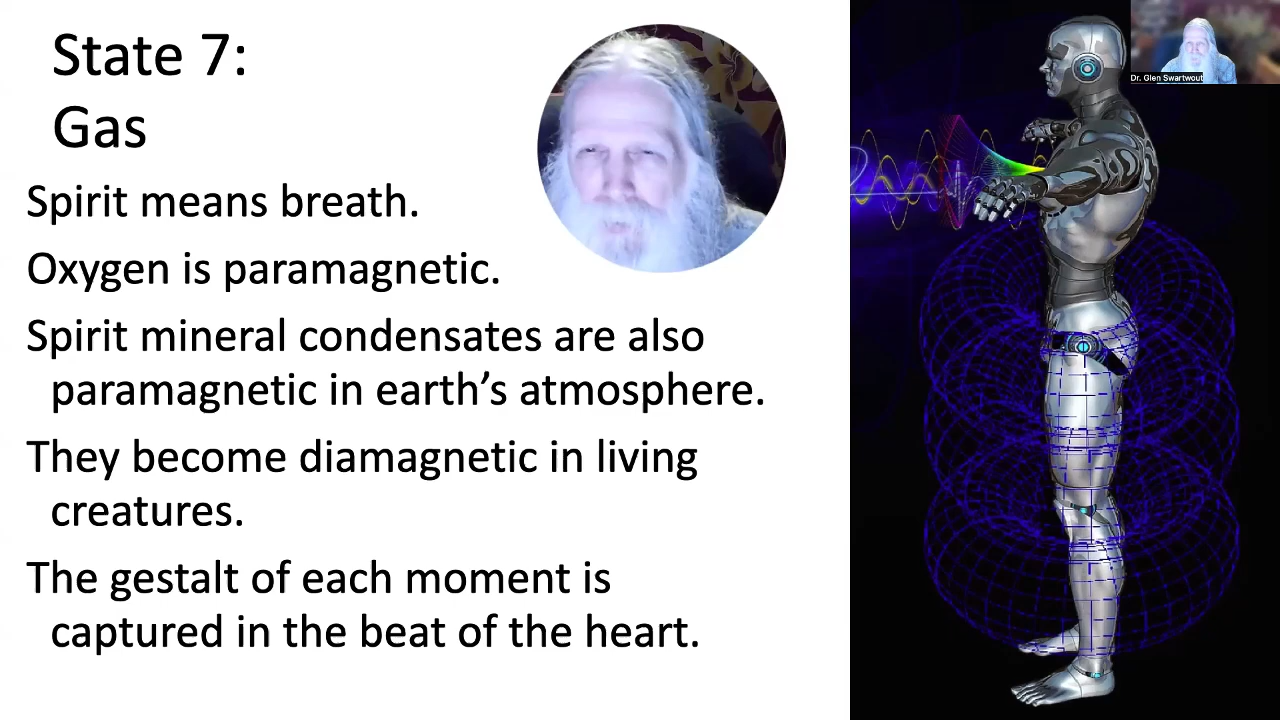 State 7:
Gas
Spirit means breath.
Oxygen is paramagnetic.
Spirit mineral condensates are also
paramagnetic in earth’s atmosphere.
They become diamagnetic in living
creatures.
The gestalt of each moment is
captured in the beat of the heart.
Dr. Glen Swartwout